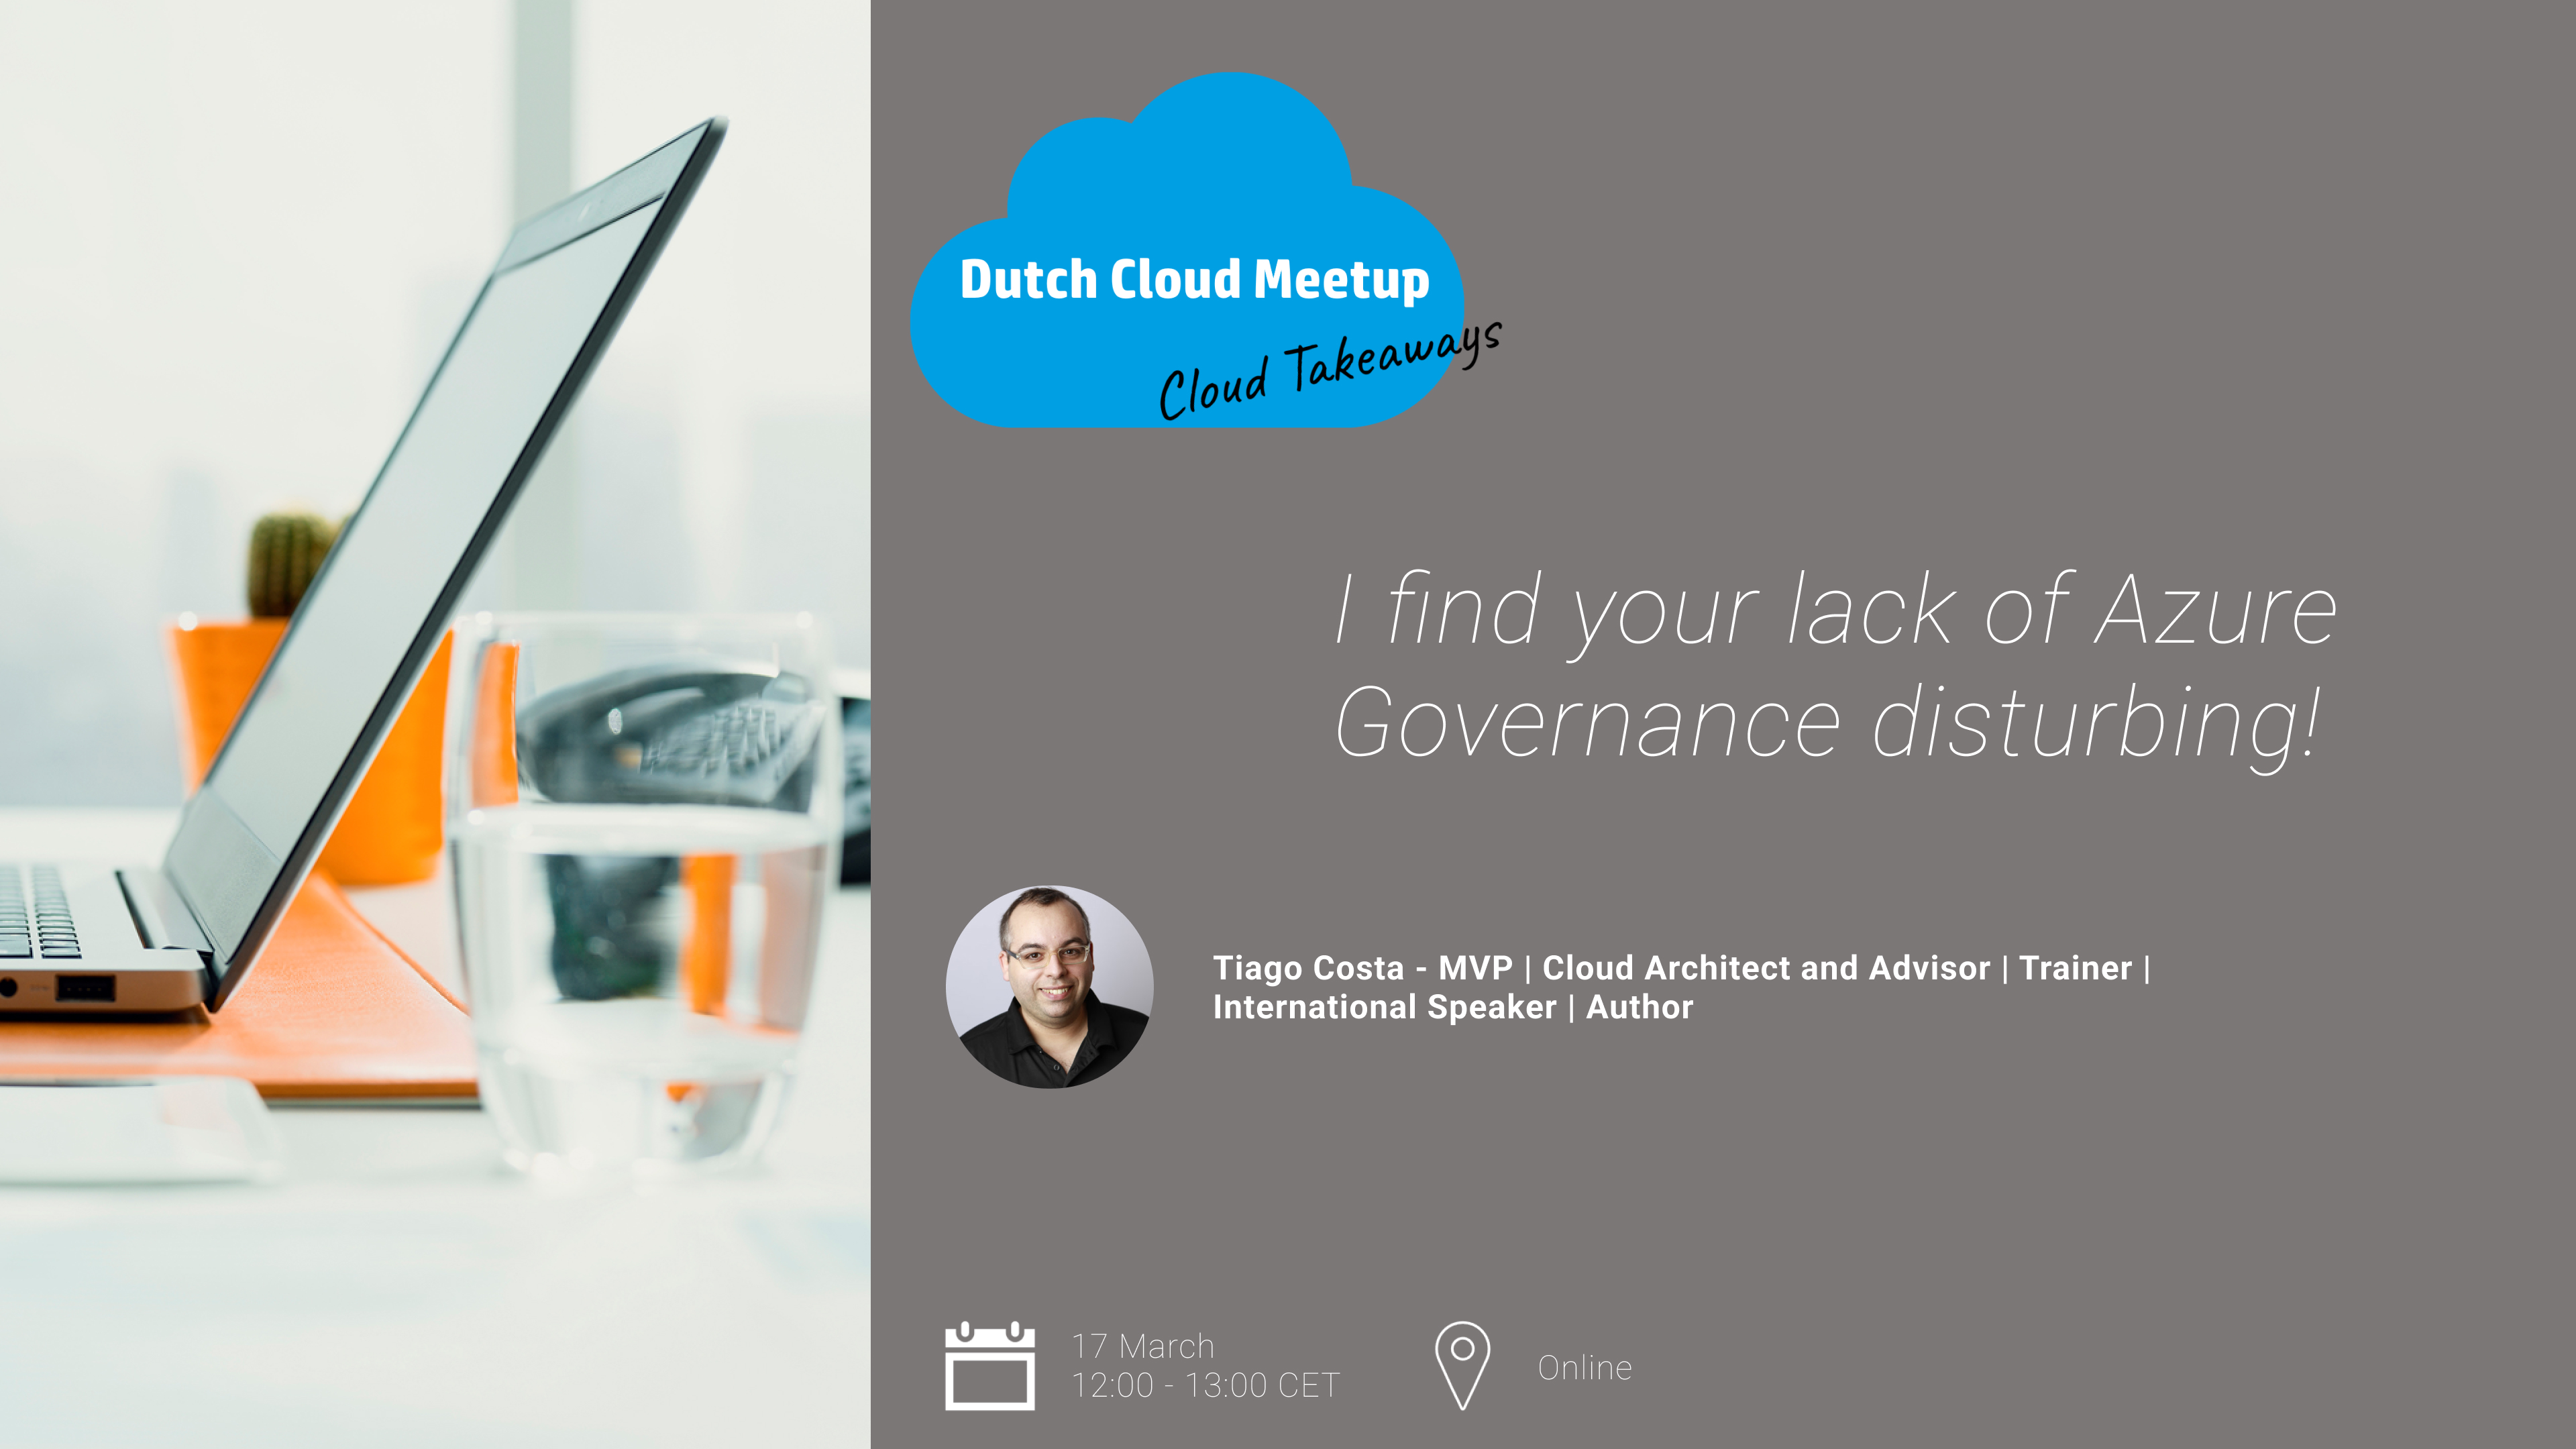 Dutch Cloud Meetup
Cloud Takeaways
I find your lack of Azure
Governance disturbing!
Tiago Costa - MVP | Cloud Architect and Advisor | Trainer |
International Speaker | Author
17 March
12:00 - 13:00 CET
Online